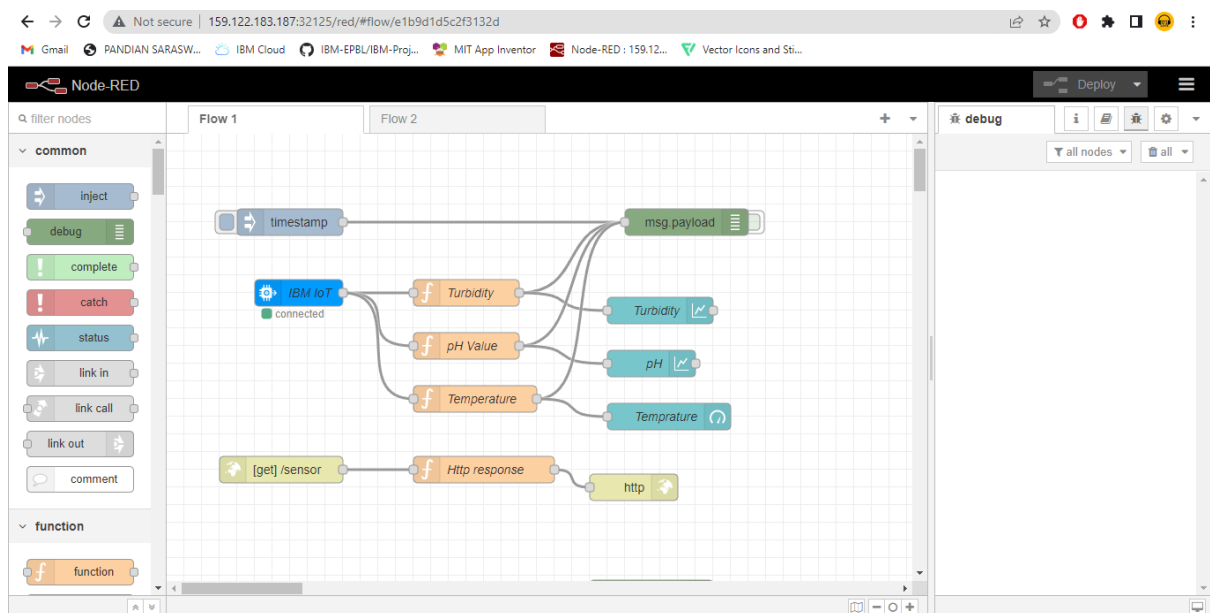 Not secure | 159.122.183.187:32125/red/#flow/e1b9d1d5c2f3132d
Gmail PANDIAN SARASW... IBM Cloud IBM-EPBL/IBM-Proj... MIT App Inventor Node-RED : 159.12... Vector Icons and Sti...
Node-RED Deploy
filter nodes Flow 1 Flow 2 debug i
common all nodes all
inject timestamp msg.payload
debug
complete IBM IoT Turbidity
catch connected Turbidity
status pH Value
link in pH
link call Temperature Temprature
link out [get] /sensor Http response
comment http
function
function